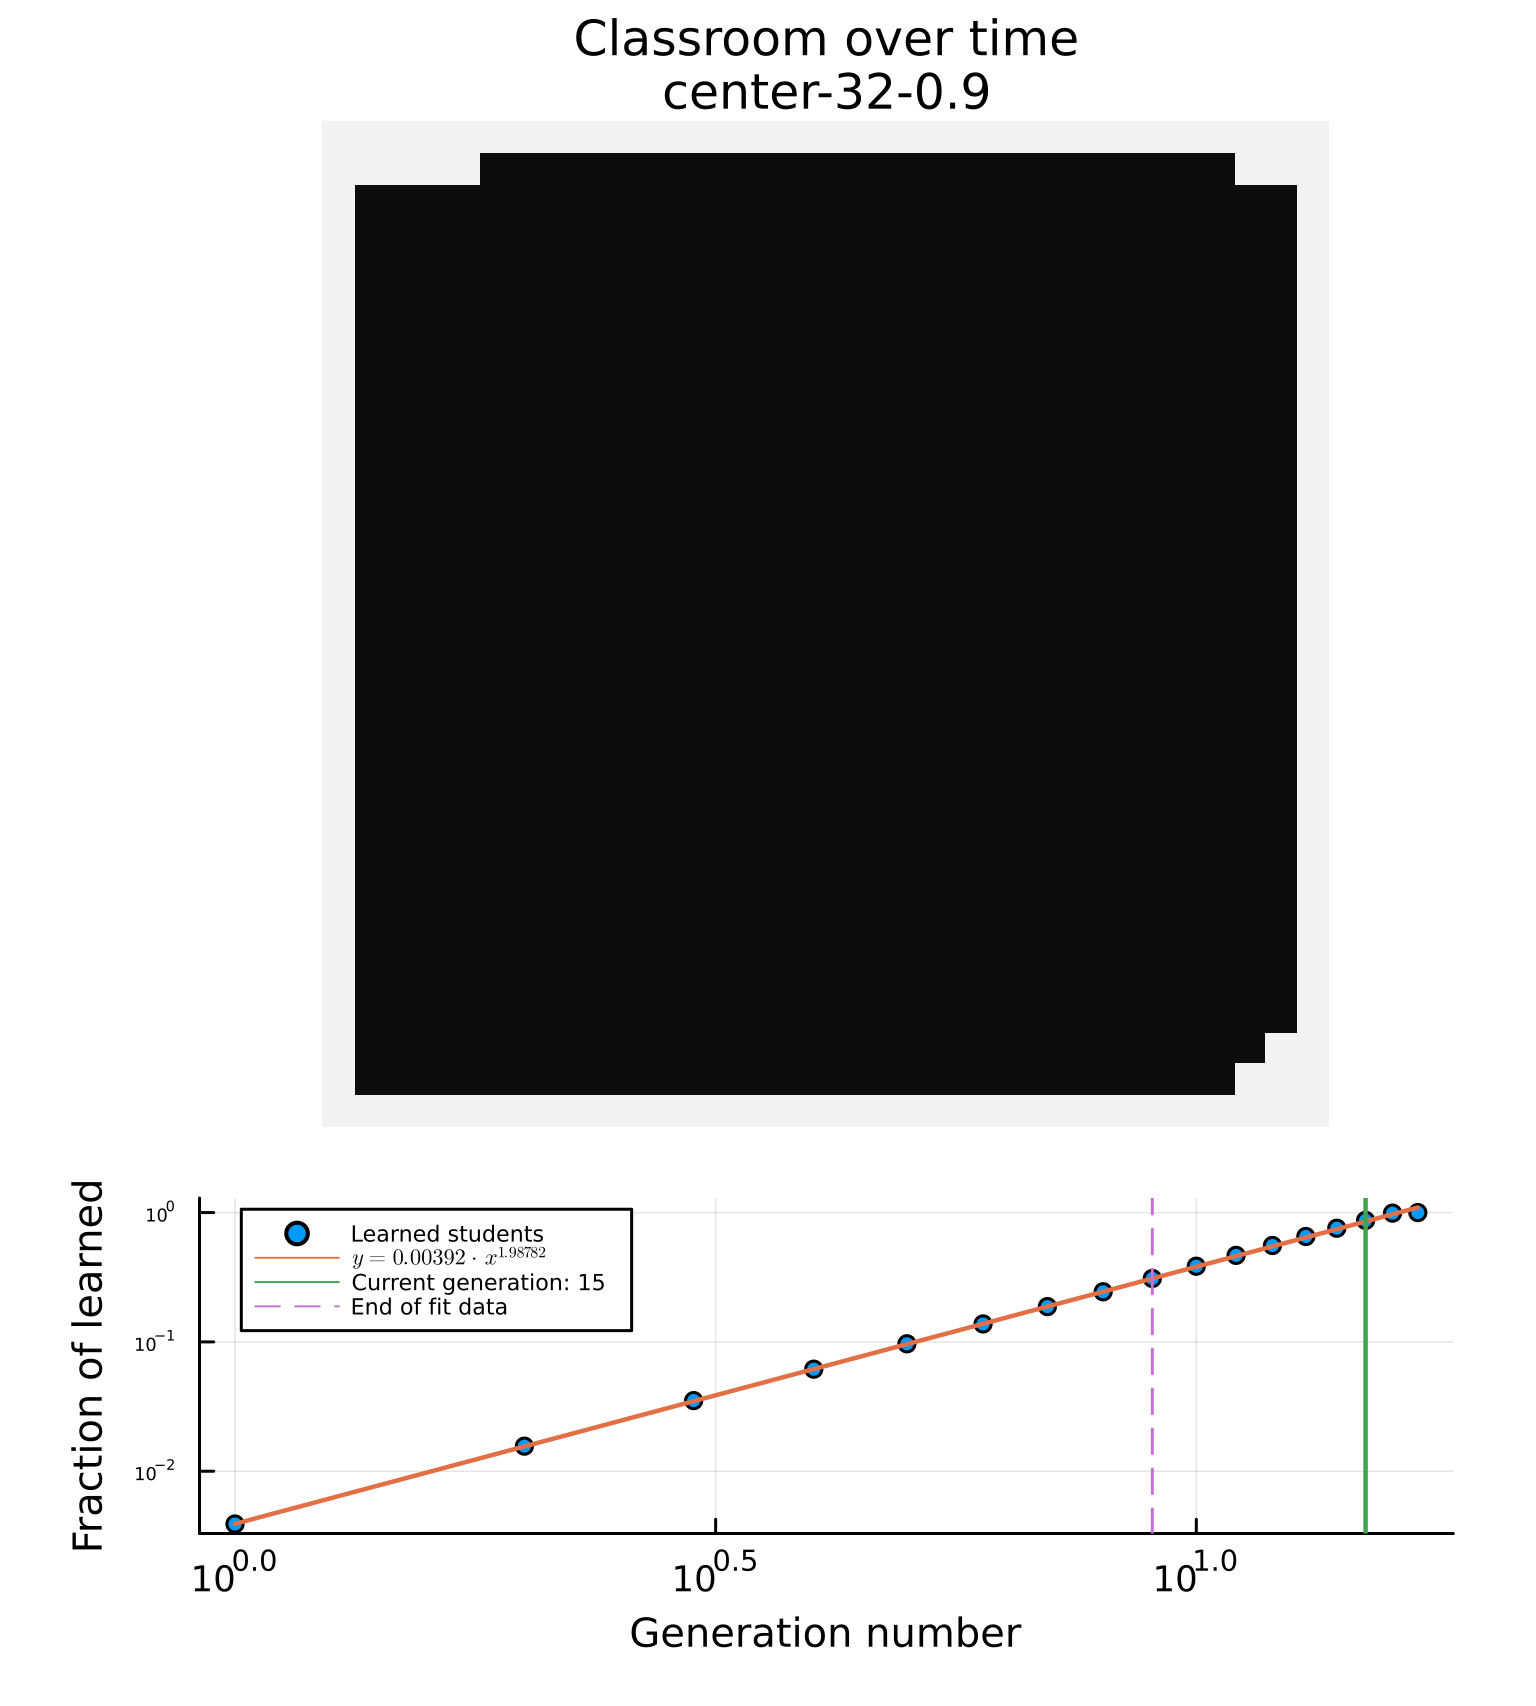 Classroom over time
center-32-0.9
Fraction of learned
10^0
10^-1
10^-2
Learned students
y = 0.00392 · x^1.98782
Current generation: 15
End of fit data
10^0.0 10^0.5 10^1.0
Generation number